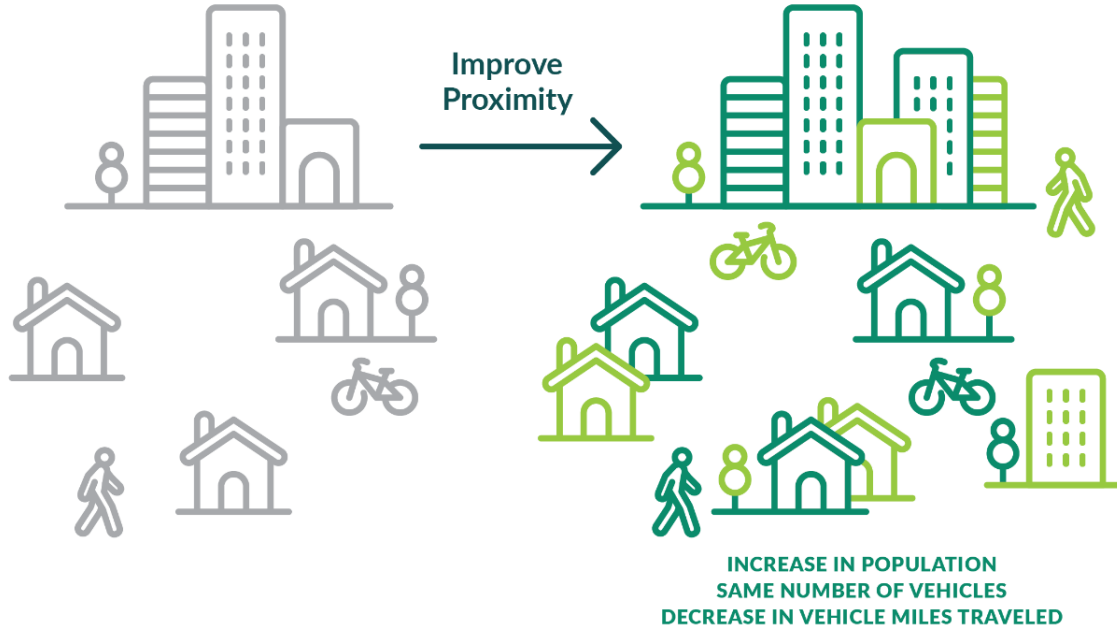 Improve
Proximity
INCREASE IN POPULATION
SAME NUMBER OF VEHICLES
DECREASE IN VEHICLE MILES TRAVELED